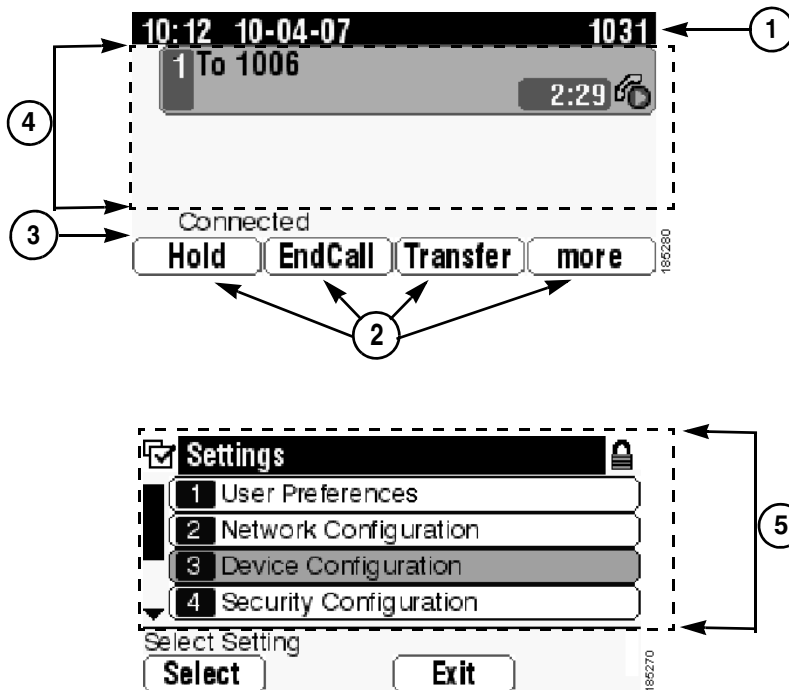 10:12 10-04-07 1031
1
1 To 1006
2:29
4
Connected
3
Hold EndCall Transfer more
185280
2
Settings
1 User Preferences
2 Network Configuration
5
3 Device Configuration
4 Security Configuration
Select Setting
Select Exit
185270